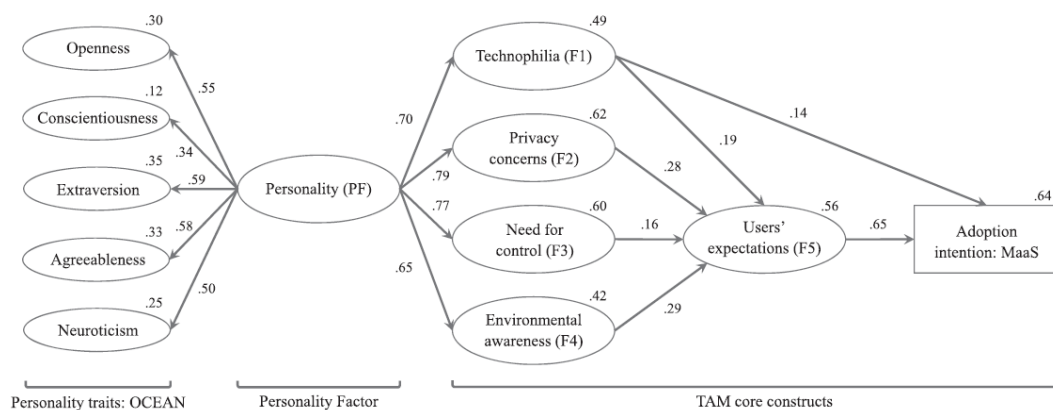 .30
Openness
.12
Conscientiousness
.35
Extraversion
.33
Agreeableness
.25
Neuroticism
.55
.34
.59
.58
.50
Personality (PF)
.70
.79
.77
.65
.49
Technophilia (F1)
.62
Privacy
concerns (F2)
.60
Need for
control (F3)
.42
Environmental
awareness (F4)
.14
.19
.28
.16
.29
.56
Users'
expectations (F5)
.65
.64
Adoption
intention: MaaS
Personality traits: OCEAN
Personality Factor
TAM core constructs